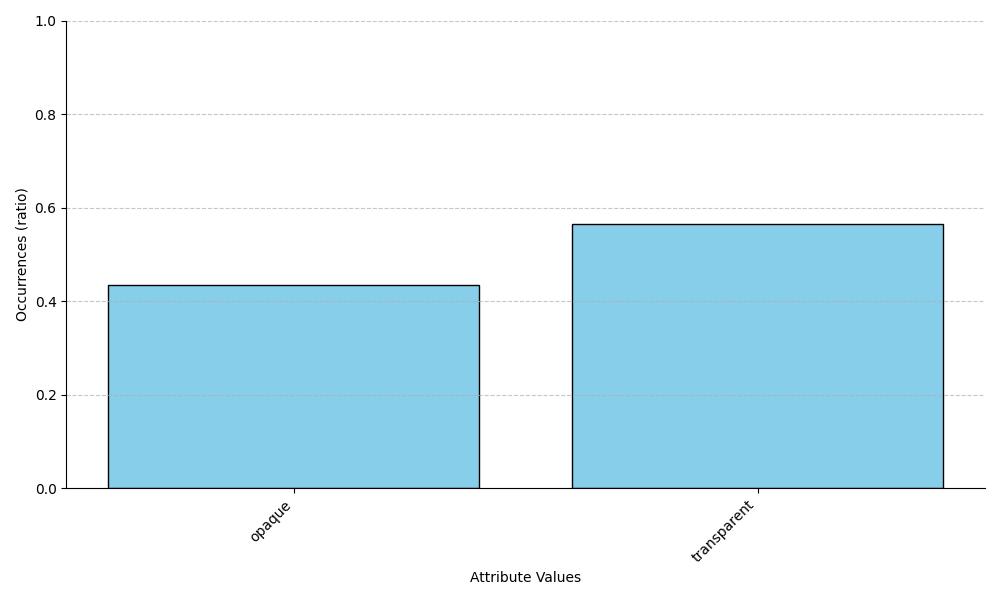 1.0
0.8
0.6
0.4
0.2
0.0
Occurrences (ratio)
opaque
transparent
Attribute Values